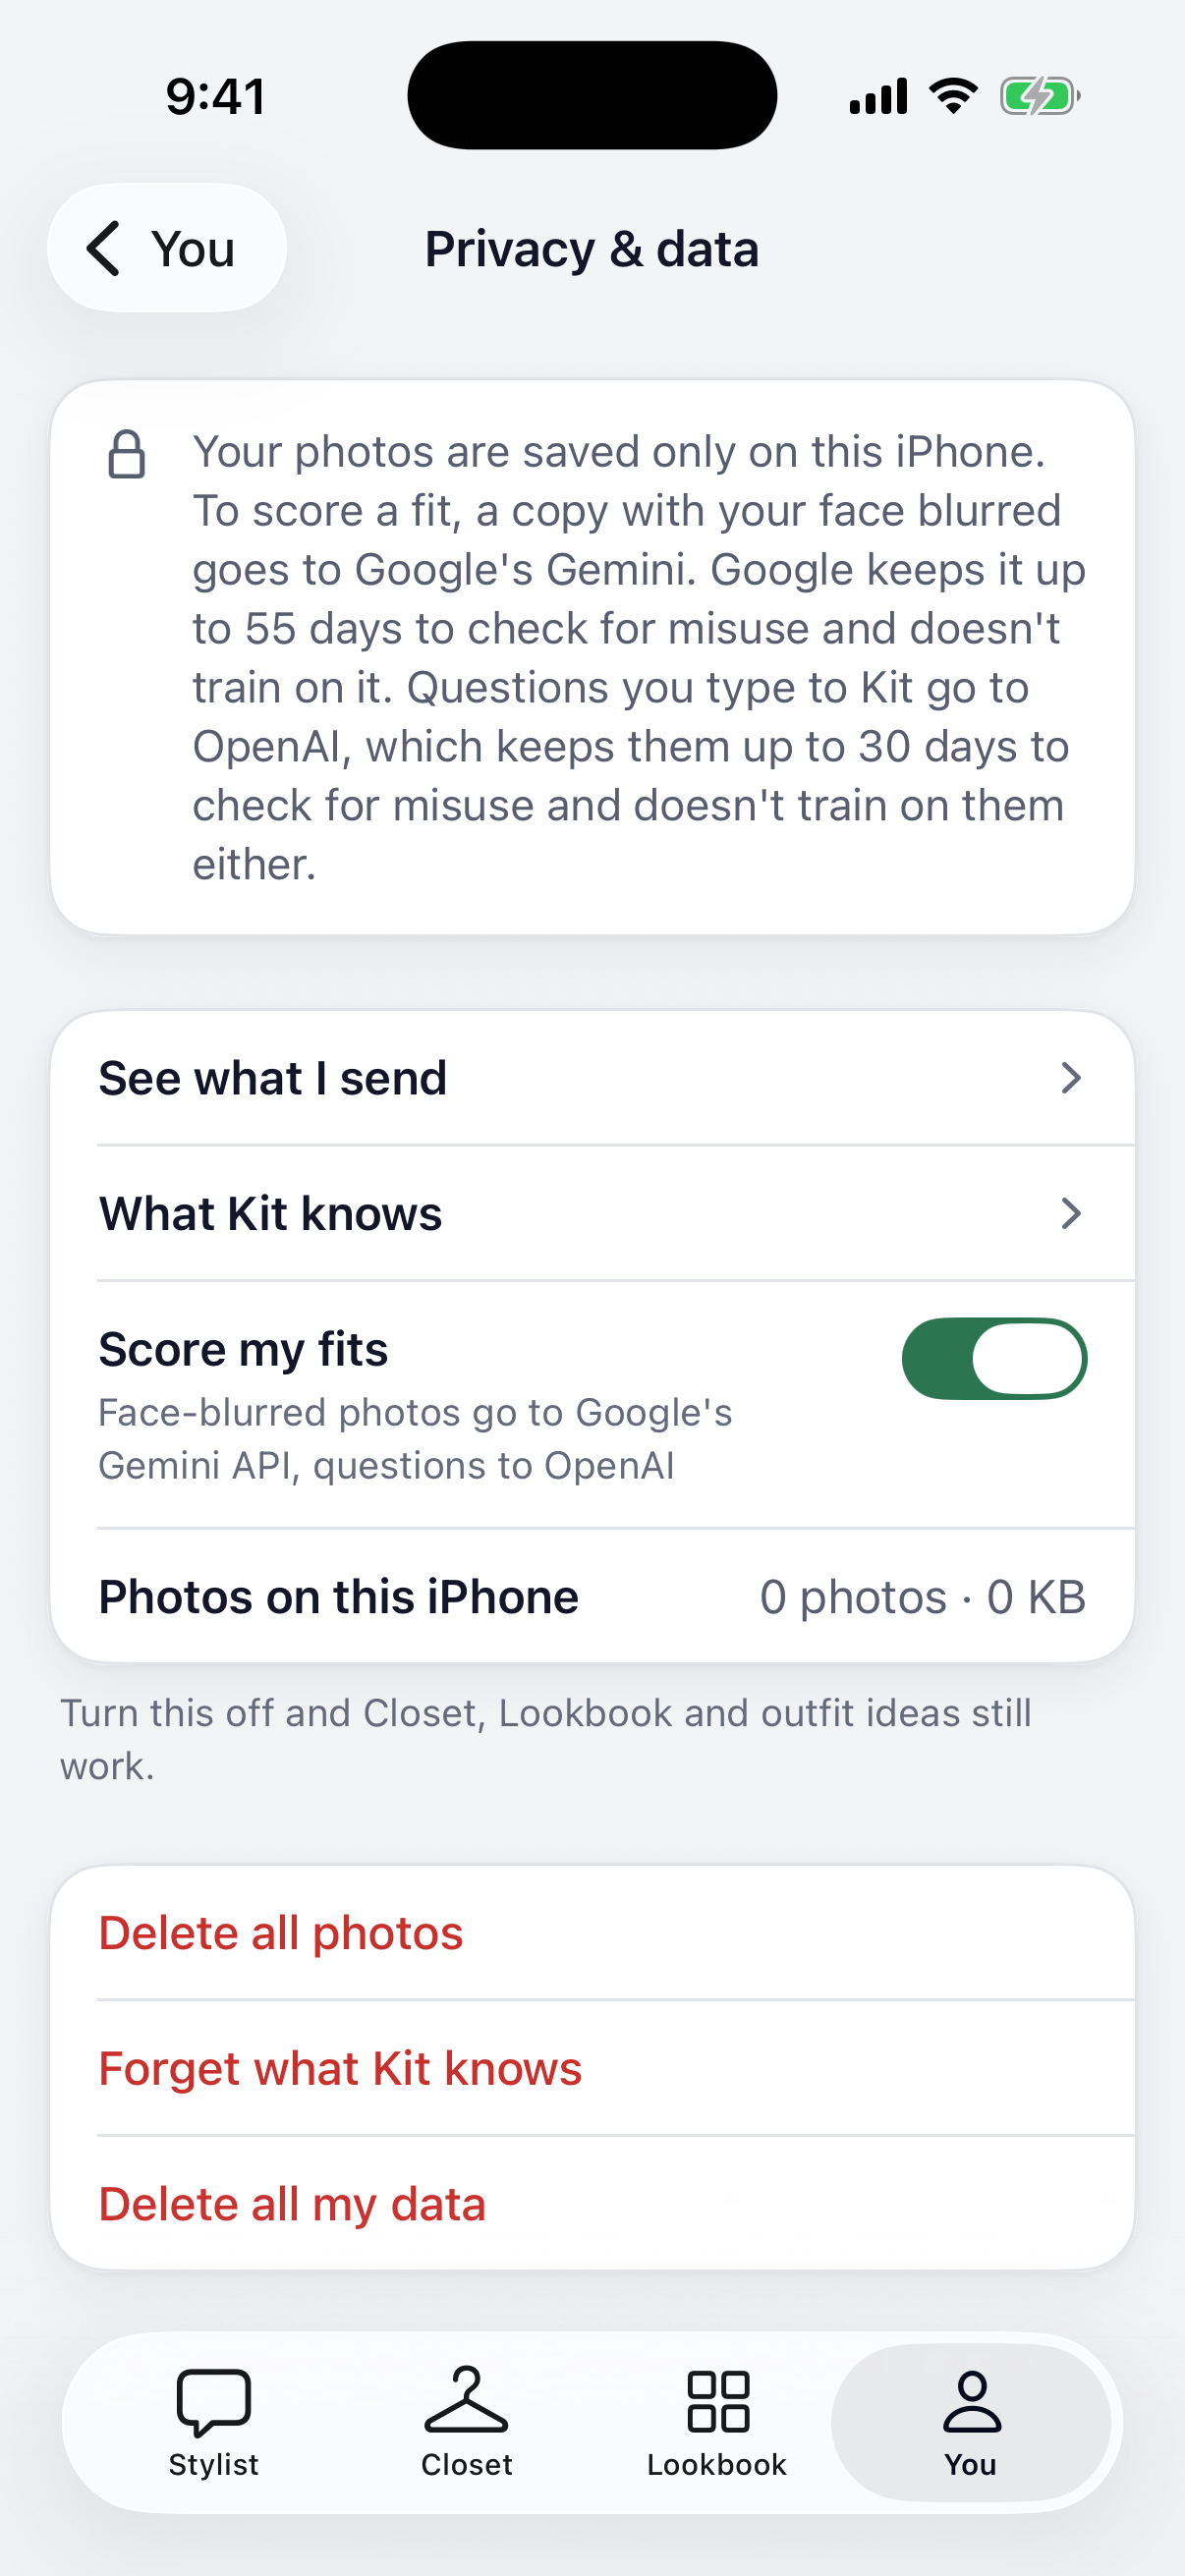 9:41
You
Privacy & data
Your photos are saved only on this iPhone.
To score a fit, a copy with your face blurred
goes to Google's Gemini. Google keeps it up
to 55 days to check for misuse and doesn't
train on it. Questions you type to Kit go to
OpenAI, which keeps them up to 30 days to
check for misuse and doesn't train on them
either.
See what I send
What Kit knows
Score my fits
Face-blurred photos go to Google's
Gemini API, questions to OpenAI
Photos on this iPhone 0 photos · 0 KB
Turn this off and Closet, Lookbook and outfit ideas still
work.
Delete all photos
Forget what Kit knows
Delete all my data
Stylist Closet Lookbook You